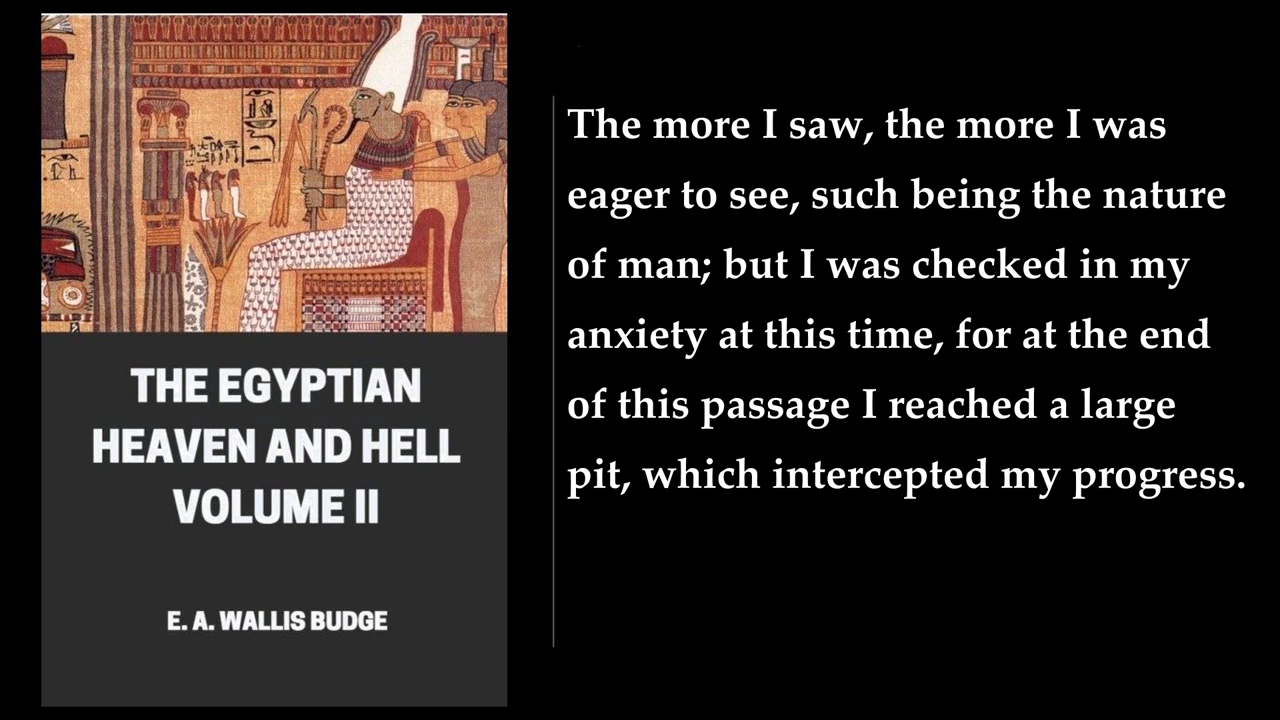 THE EGYPTIAN
HEAVEN AND HELL
VOLUME II
E. A. WALLIS BUDGE
The more I saw, the more I was
eager to see, such being the nature
of man; but I was checked in my
anxiety at this time, for at the end
of this passage I reached a large
pit, which intercepted my progress.